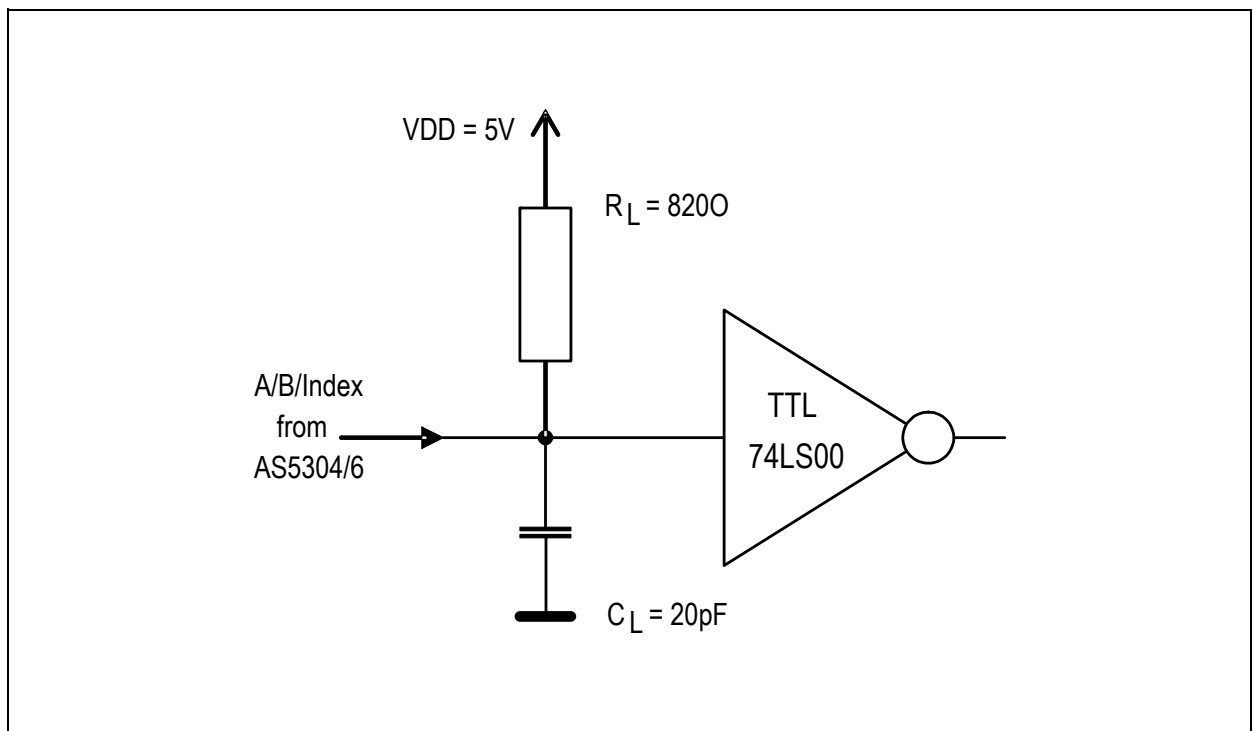 VDD = 5V
RL = 820O
A/B/Index
from
AS5304/6
TTL
74LS00
CL = 20pF